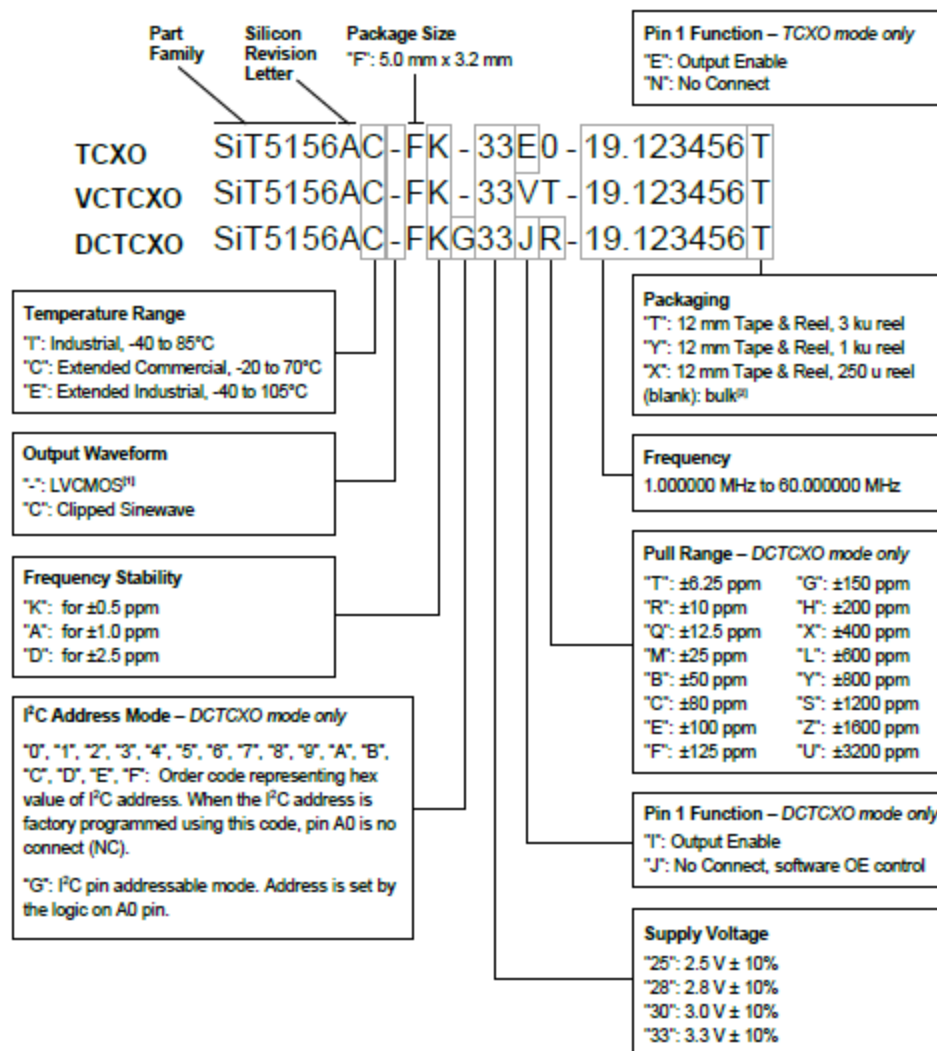 Part Family
Silicon Revision Letter
Package Size
"F": 5.0 mm x 3.2 mm
Pin 1 Function – TCXO mode only
"E": Output Enable
"N": No Connect
TCXO SiT5156AC-FK-33E0-19.123456T
VCTCXO SiT5156AC-FK-33VT-19.123456T
DCTCXO SiT5156AC-FKG33JR-19.123456T
Temperature Range
"I": Industrial, -40 to 85°C
"C": Extended Commercial, -20 to 70°C
"E": Extended Industrial, -40 to 105°C
Output Waveform
"-": LVCMOS[1]
"C": Clipped Sinewave
Frequency Stability
"K": for ±0.5 ppm
"A": for ±1.0 ppm
"D": for ±2.5 ppm
I²C Address Mode – DCTCXO mode only
"0", "1", "2", "3", "4", "5", "6", "7", "8", "9", "A", "B",
"C", "D", "E", "F": Order code representing hex
value of I²C address. When the I²C address is
factory programmed using this code, pin A0 is no
connect (NC).
"G": I²C pin addressable mode. Address is set by
the logic on A0 pin.
Packaging
"T": 12 mm Tape & Reel, 3 ku reel
"Y": 12 mm Tape & Reel, 1 ku reel
"X": 12 mm Tape & Reel, 250 u reel
(blank): bulk[2]
Frequency
1.000000 MHz to 60.000000 MHz
Pull Range – DCTCXO mode only
"T": ±6.25 ppm "G": ±150 ppm
"R": ±10 ppm "H": ±200 ppm
"Q": ±12.5 ppm "X": ±400 ppm
"M": ±25 ppm "L": ±600 ppm
"B": ±50 ppm "Y": ±800 ppm
"C": ±80 ppm "S": ±1200 ppm
"E": ±100 ppm "Z": ±1600 ppm
"F": ±125 ppm "U": ±3200 ppm
Pin 1 Function – DCTCXO mode only
"I": Output Enable
"J": No Connect, software OE control
Supply Voltage
"25": 2.5 V ± 10%
"28": 2.8 V ± 10%
"30": 3.0 V ± 10%
"33": 3.3 V ± 10%